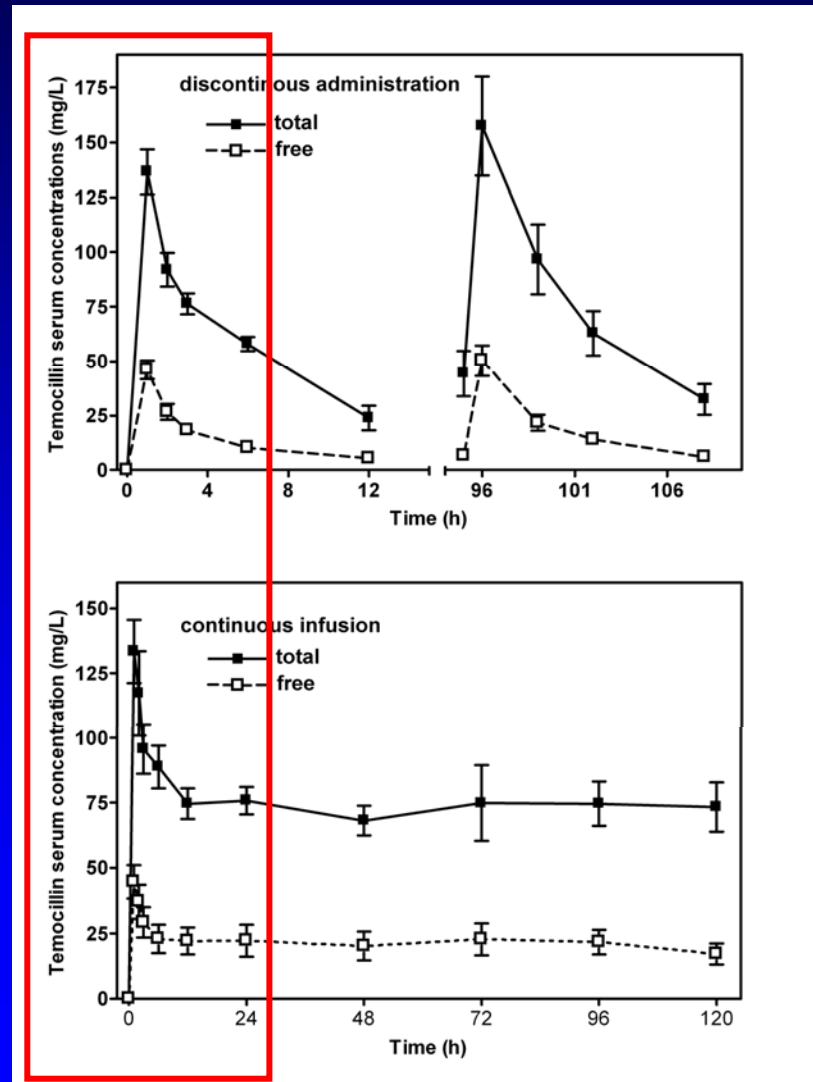 Temocillin serum concentrations (mg/L)
discontinous administration
total
free
175
150
125
100
75
50
25
0
0 4 8 12 96 101 106
Time (h)
Temocillin serum concentration (mg/L)
continuous infusion
total
free
150
125
100
75
50
25
0
0 24 48 72 96 120
Time (h)